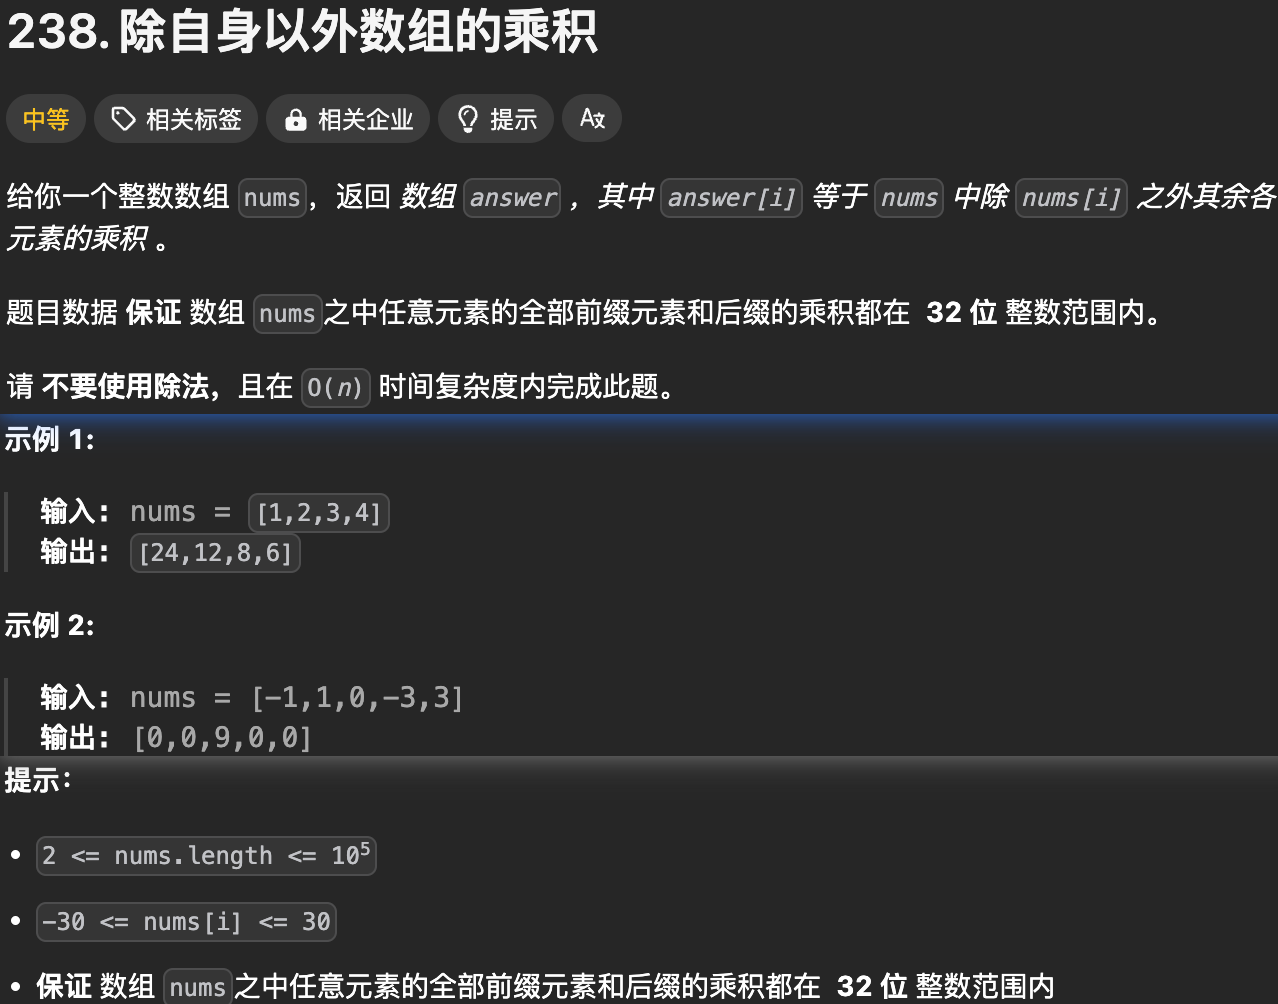 238. 除自身以外数组的乘积
中等 相关标签 相关企业 提示 Ax
给你一个整数数组 nums，返回 数组 answer ，其中 answer[i] 等于 nums 中除 nums[i] 之外其余各
元素的乘积 。
题目数据 保证 数组 nums之中任意元素的全部前缀元素和后缀的乘积都在 32 位 整数范围内。
请 不要使用除法，且在 O(n) 时间复杂度内完成此题。
示例 1:
输入: nums = [1,2,3,4]
输出: [24,12,8,6]
示例 2:
输入: nums = [-1,1,0,-3,3]
输出: [0,0,9,0,0]
提示：
• 2 <= nums.length <= 10⁵
• -30 <= nums[i] <= 30
• 保证 数组 nums之中任意元素的全部前缀元素和后缀的乘积都在 32 位 整数范围内